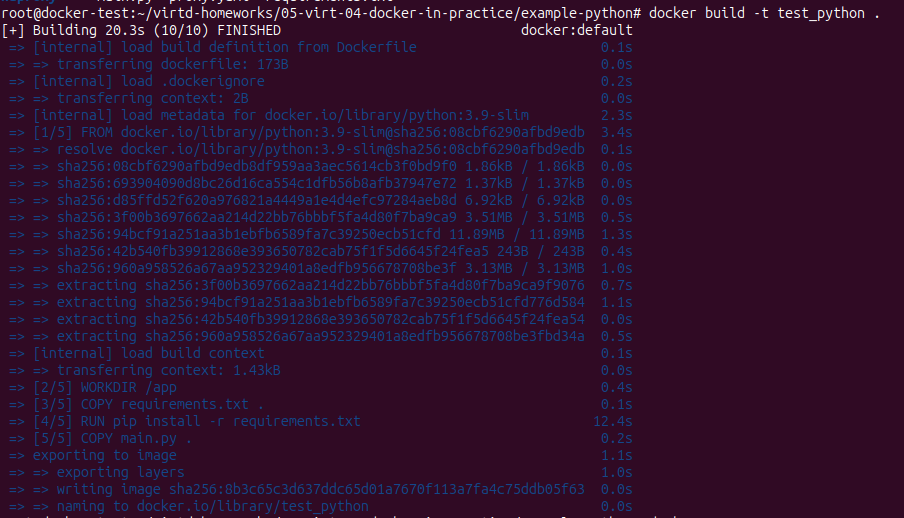 root@docker-test:~/virtd-homeworks/05-virt-04-docker-in-practice/example-python# docker build -t test_python .
[+] Building 20.3s (10/10) FINISHED docker:default
=> [internal] load build definition from Dockerfile 0.1s
=> => transferring dockerfile: 173B 0.0s
=> [internal] load .dockerignore 0.2s
=> => transferring context: 2B 0.0s
=> [internal] load metadata for docker.io/library/python:3.9-slim 2.3s
=> [1/5] FROM docker.io/library/python:3.9-slim@sha256:08cbf6290afbd9edb 3.4s
=> => resolve docker.io/library/python:3.9-slim@sha256:08cbf6290afbd9edb 0.1s
=> => sha256:08cbf6290afbd9edb8df959aa3aec5614cb3f0bd9f0 1.86kB / 1.86kB 0.0s
=> => sha256:693904090d8bc26d16ca554c1dfb56b8afb37947e72 1.37kB / 1.37kB 0.0s
=> => sha256:d85ffd52f620a976821a4449a1e4d4efc97284aeb8d 6.92kB / 6.92kB 0.0s
=> => sha256:3f00b3697662aa214d22bb76bbbf5fa4d80f7ba9ca9 3.51MB / 3.51MB 0.5s
=> => sha256:94bcf91a251aa3b1ebfb6589fa7c39250ecb51cfd 11.89MB / 11.89MB 1.3s
=> => sha256:42b540fb39912868e393650782cab75f1f5d6645f24fea5 243B / 243B 0.4s
=> => sha256:960a958526a67aa952329401a8edfb956678708be3f 3.13MB / 3.13MB 1.0s
=> => extracting sha256:3f00b3697662aa214d22bb76bbbf5fa4d80f7ba9ca9f9076 0.7s
=> => extracting sha256:94bcf91a251aa3b1ebfb6589fa7c39250ecb51cfd776d584 1.1s
=> => extracting sha256:42b540fb39912868e393650782cab75f1f5d6645f24fea54 0.0s
=> => extracting sha256:960a958526a67aa952329401a8edfb956678708be3fbd34a 0.5s
=> [internal] load build context 0.1s
=> => transferring context: 1.43kB 0.0s
=> [2/5] WORKDIR /app 0.4s
=> [3/5] COPY requirements.txt . 0.1s
=> [4/5] RUN pip install -r requirements.txt 12.4s
=> [5/5] COPY main.py . 0.2s
=> exporting to image 1.1s
=> => exporting layers 1.0s
=> => writing image sha256:8b3c65c3d637ddc65d01a7670f113a7fa4c75ddb05f63 0.0s
=> => naming to docker.io/library/test_python 0.0s